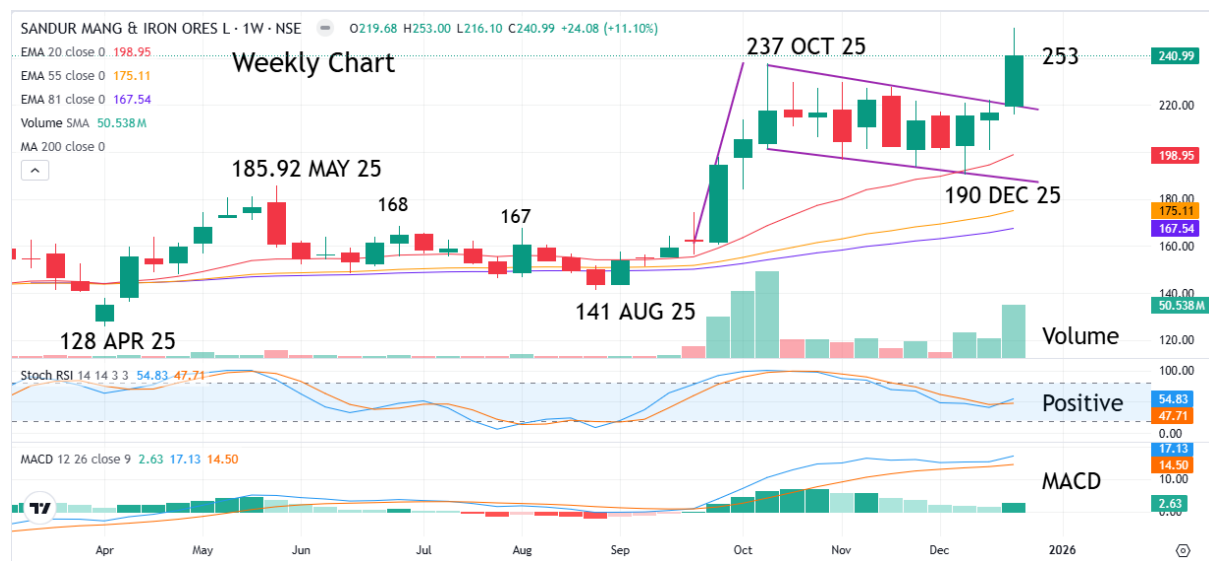 SANDUR MANG & IRON ORES L · 1W · NSE O219.68 H253.00 L216.10 C240.99 +24.08 (+11.10%)
EMA 20 close 0 198.95
EMA 55 close 0 175.11
EMA 81 close 0 167.54
Volume SMA 50.538M
MA 200 close 0
Weekly Chart
237 OCT 25
253
240.99
220.00
198.95
185.92 MAY 25
168
167
190 DEC 25
180.00
175.11
167.54
160.00
141 AUG 25
140.00
128 APR 25
50.538M
Volume
120.00
Stoch RSI 14 14 3 3 54.83 47.71
100.00
Positive
54.83
47.71
0.00
MACD 12 26 close 9 2.63 17.13 14.50
17.13
14.50
10.00
MACD
2.63
0.00
Apr May Jun Jul Aug Sep Oct Nov Dec 2026